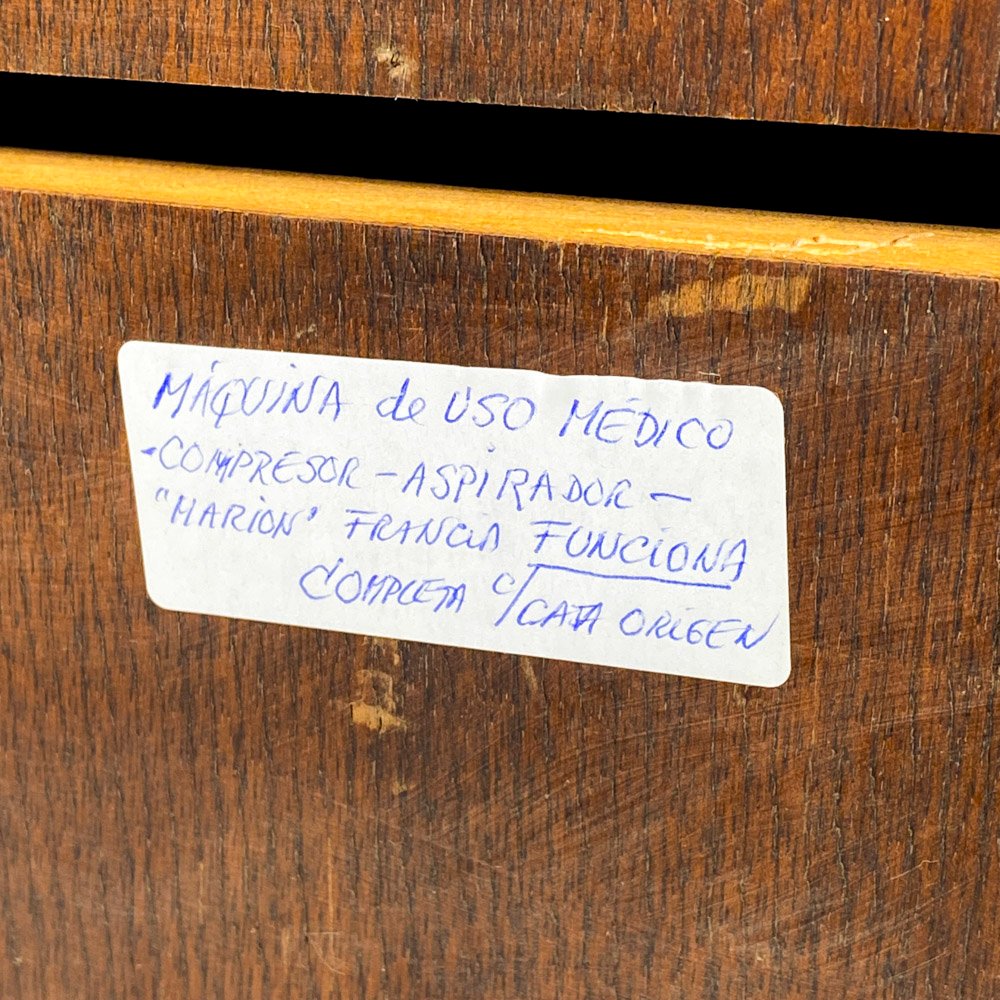 MÁQUINA de USO MÉDICO
-COMPRESOR - ASPIRADOR -
"MARION" FRANCIA FUNCIONA
COMPLETA c/CAJA ORIGEN